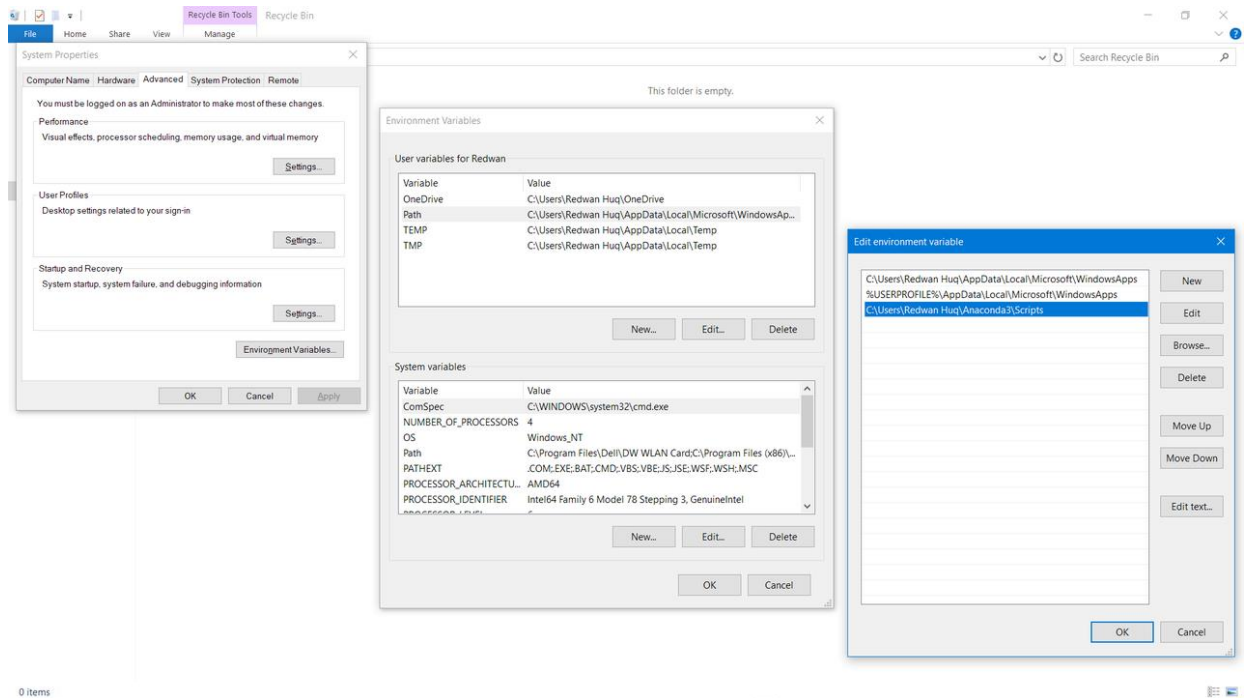 Recycle Bin Tools Recycle Bin
File Home Share View Manage
Search Recycle Bin
This folder is empty.
System Properties
Computer Name Hardware Advanced System Protection Remote
You must be logged on as an Administrator to make most of these changes.
Performance
Visual effects, processor scheduling, memory usage, and virtual memory
Settings...
User Profiles
Desktop settings related to your sign-in
Settings...
Startup and Recovery
System startup, system failure, and debugging information
Settings...
Environment Variables...
OK Cancel Apply
Environment Variables
User variables for Redwan
Variable Value
OneDrive C:\Users\Redwan Huq\OneDrive
Path C:\Users\Redwan Huq\AppData\Local\Microsoft\WindowsAp...
TEMP C:\Users\Redwan Huq\AppData\Local\Temp
TMP C:\Users\Redwan Huq\AppData\Local\Temp
New... Edit... Delete
System variables
Variable Value
ComSpec C:\WINDOWS\system32\cmd.exe
NUMBER_OF_PROCESSORS 4
OS Windows_NT
Path C:\Program Files\Dell\DW WLAN Card;C:\Program Files (x86)\...
PATHEXT .COM;.EXE;.BAT;.CMD;.VBS;.VBE;.JS;.JSE;.WSF;.WSH;.MSC
PROCESSOR_ARCHITECTU... AMD64
PROCESSOR_IDENTIFIER Intel64 Family 6 Model 78 Stepping 3, GenuineIntel
New... Edit... Delete
OK Cancel
Edit environment variable
C:\Users\Redwan Huq\AppData\Local\Microsoft\WindowsApps
%USERPROFILE%\AppData\Local\Microsoft\WindowsApps
C:\Users\Redwan Huq\Anaconda3\Scripts
New
Edit
Browse...
Delete
Move Up
Move Down
Edit text...
OK Cancel
0 items